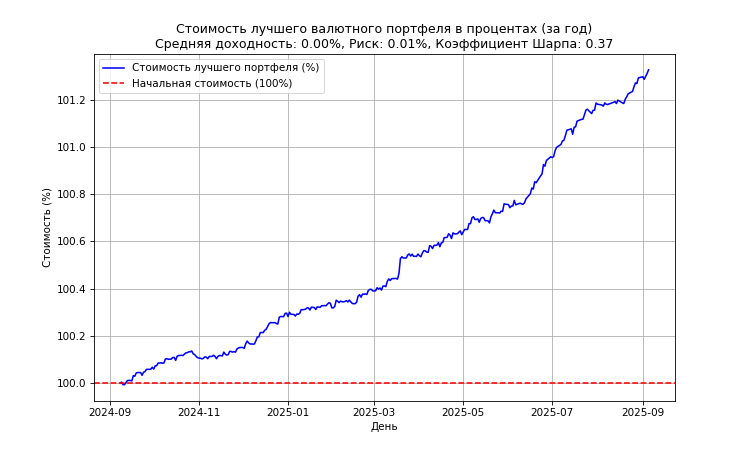 Стоимость лучшего валютного портфеля в процентах (за год)
Средняя доходность: 0.00%, Риск: 0.01%, Коэффициент Шарпа: 0.37
Стоимость лучшего портфеля (%)
Начальная стоимость (100%)
Стоимость (%)
101.2
101.0
100.8
100.6
100.4
100.2
100.0
2024-09
2024-11
2025-01
2025-03
2025-05
2025-07
2025-09
День